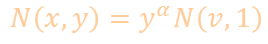 N(x, y) = y^α N(v, 1)